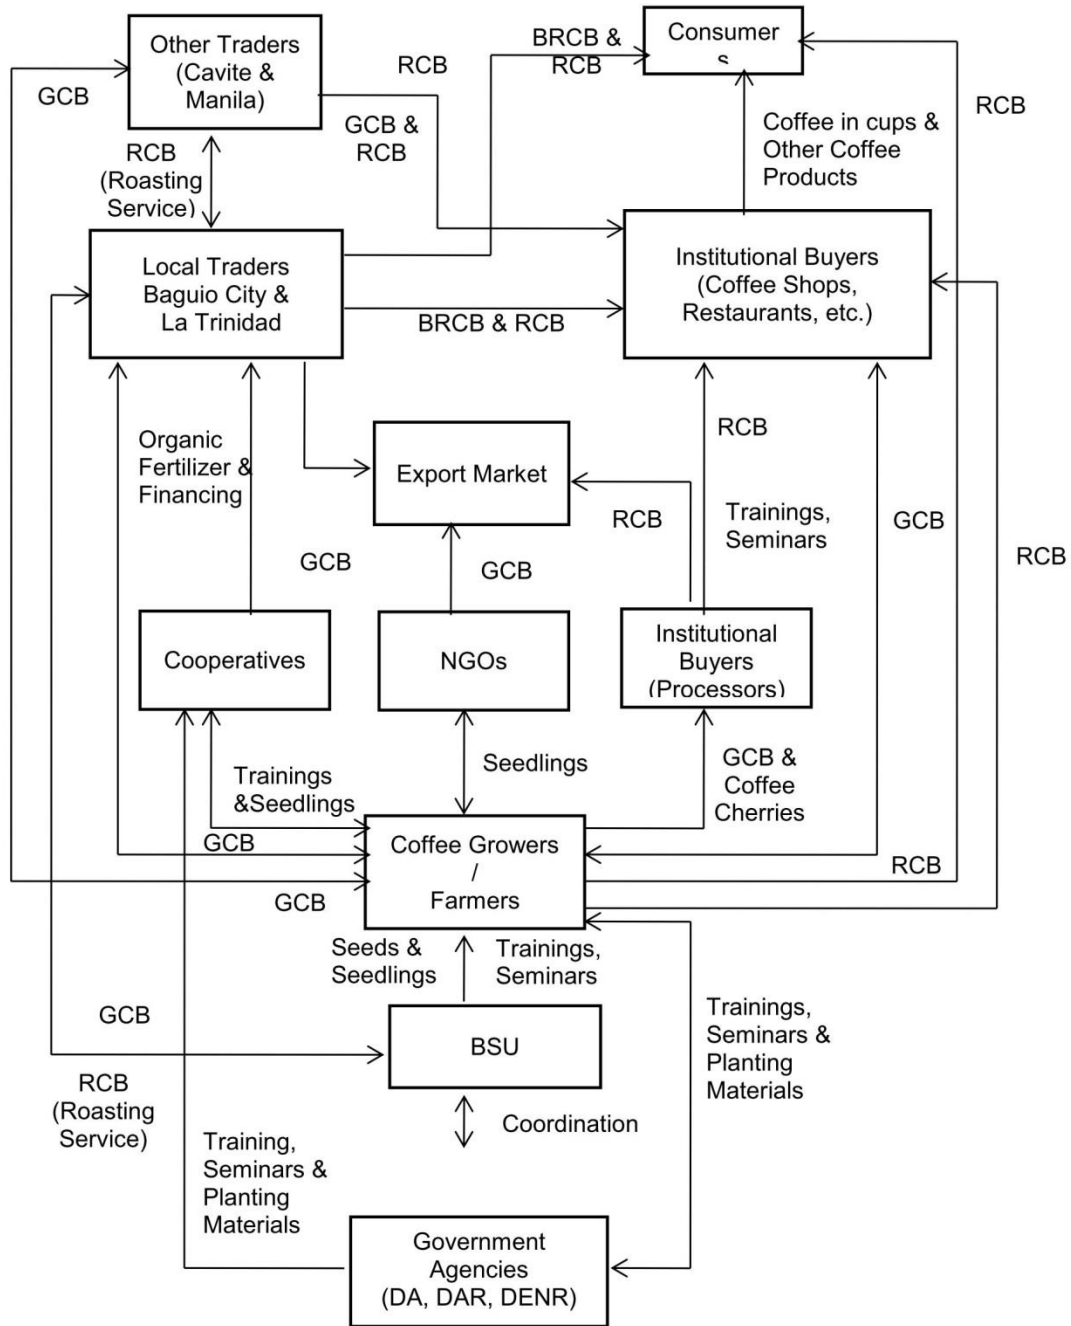 Other Traders
(Cavite &
Manila)
GCB
RCB
BRCB &
RCB
Consumer
s
RCB
GCB &
RCB
Coffee in cups &
Other Coffee
Products
RCB
(Roasting
Service)
Local Traders
Baguio City &
La Trinidad
Institutional Buyers
(Coffee Shops,
Restaurants, etc.)
BRCB & RCB
Organic
Fertilizer &
Financing
Export Market
RCB
RCB
Trainings,
Seminars
GCB
RCB
GCB
GCB
Cooperatives
NGOs
Institutional
Buyers
(Processors)
Trainings
&Seedlings
Seedlings
GCB &
Coffee
Cherries
GCB
Coffee Growers
/
Farmers
RCB
GCB
Seeds &
Seedlings
Trainings,
Seminars
GCB
BSU
Trainings,
Seminars &
Planting
Materials
RCB
(Roasting
Service)
Coordination
Training,
Seminars &
Planting
Materials
Government
Agencies
(DA, DAR, DENR)